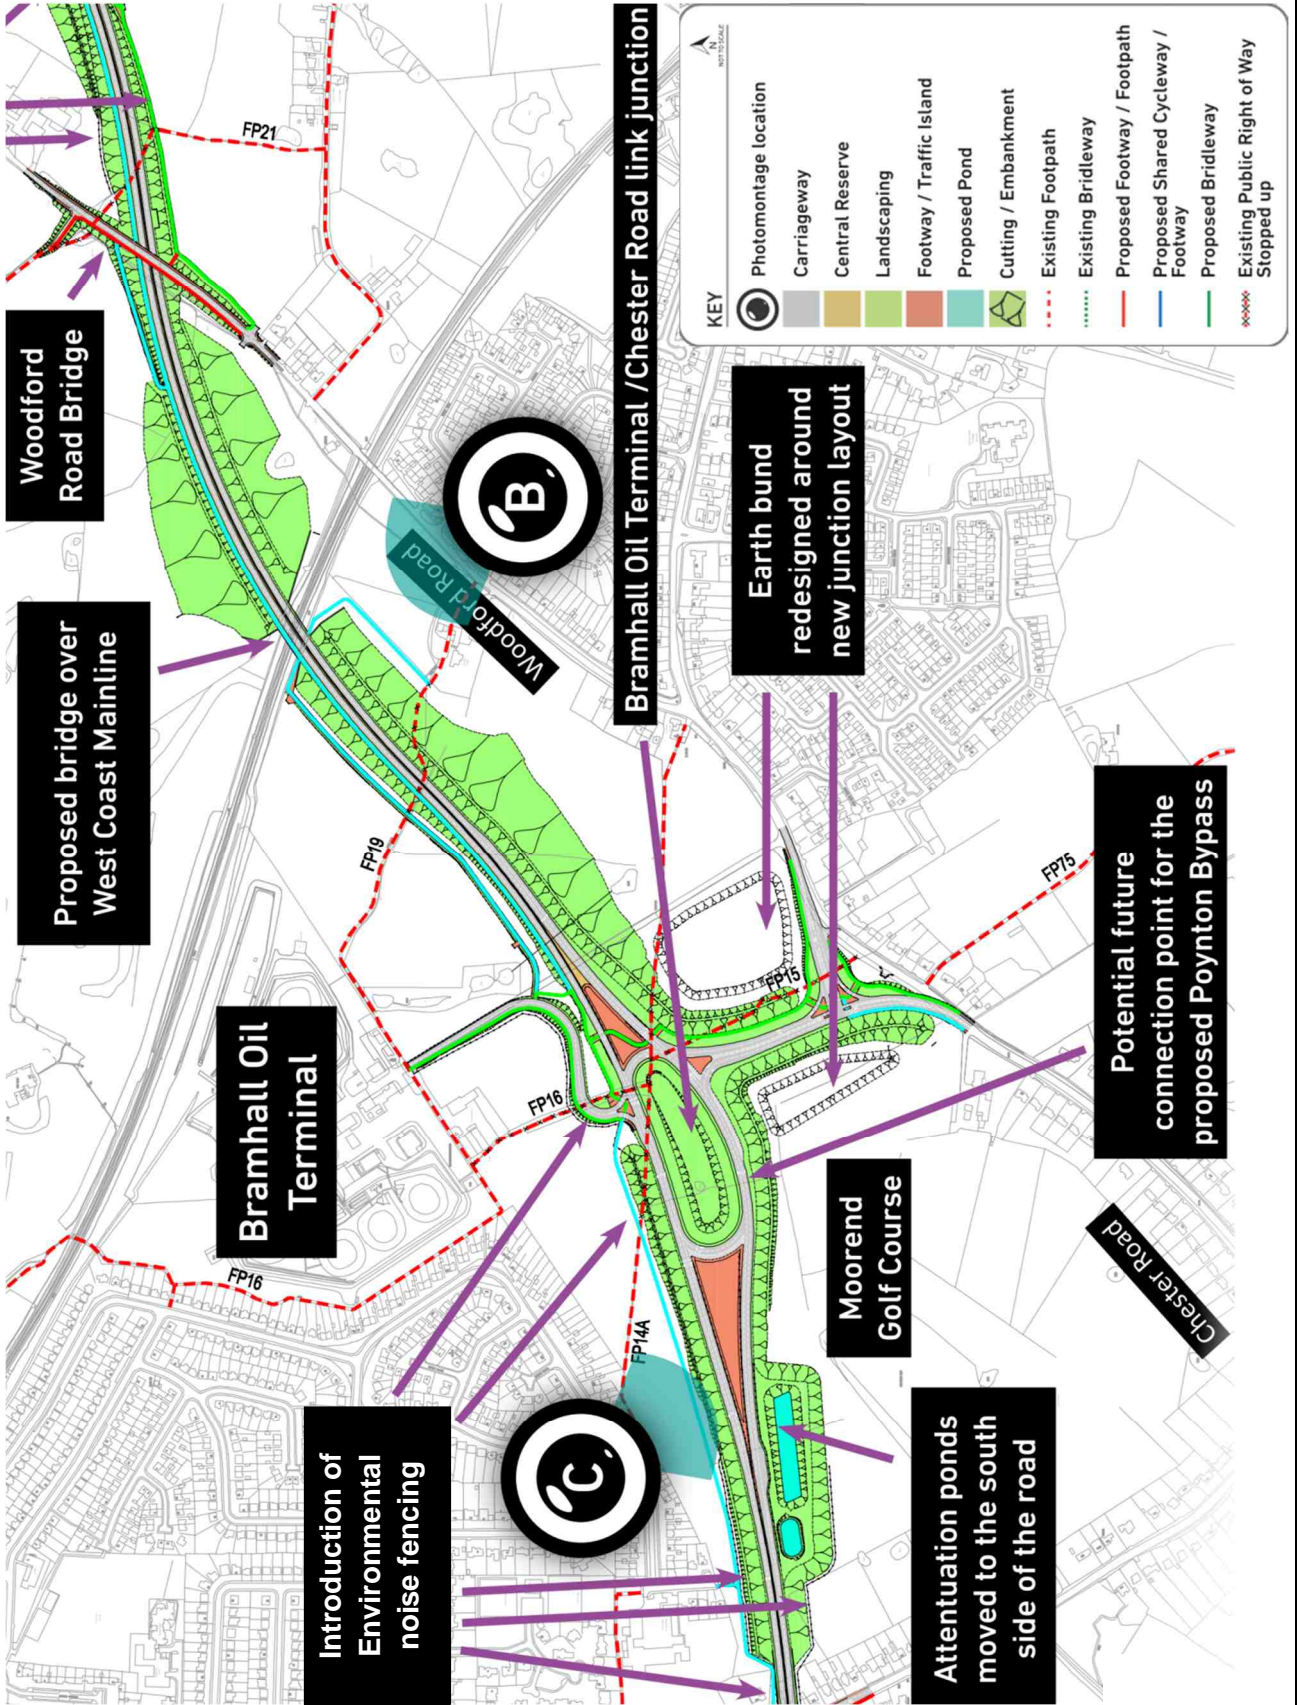 Woodford
Road Bridge
Proposed bridge over
West Coast Mainline
Bramhall Oil
Terminal
Introduction of
Environmental
noise fencing
FP21
FP19
FP16
FP16
FP14A
FP15
FP75
Woodford Road
B
C
Bramhall Oil Terminal /Chester Road link junction
Earth bund
redesigned around
new junction layout
Potential future
connection point for the
proposed Poynton Bypass
Moorend
Golf Course
Chester Road
Attentuation ponds
moved to the south
side of the road
KEY
N
NOT TO SCALE
Photomontage location
Carriageway
Central Reserve
Landscaping
Footway / Traffic Island
Proposed Pond
Cutting / Embankment
Existing Footpath
Existing Bridleway
Proposed Footway / Footpath
Proposed Shared Cycleway /
Footway
Proposed Bridleway
Existing Public Right of Way
Stopped up